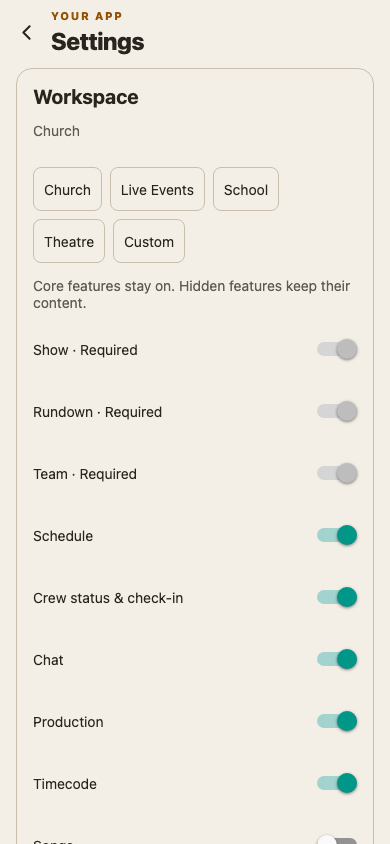 YOUR APP
Settings
Workspace
Church
Church
Live Events
School
Theatre
Custom
Core features stay on. Hidden features keep their
content.
Show · Required
Rundown · Required
Team · Required
Schedule
Crew status & check-in
Chat
Production
Timecode